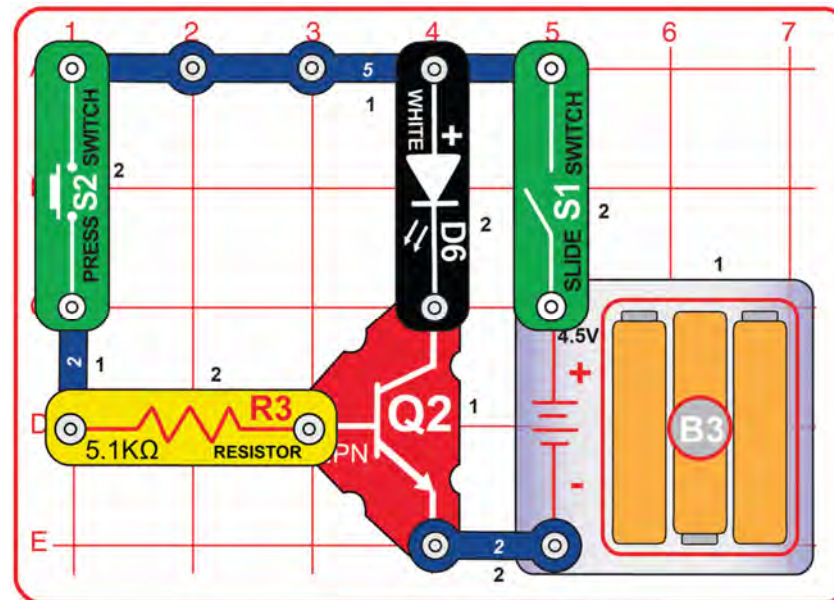 1 2 3 4 5 6 7
A
5
1
PRESS S2 SWITCH
2
WHITE
+
D6
2
SLIDE S1 SWITCH
2
1
C
4.5V
+
-
B3
2
1
2
D
R3
5.1KΩ
RESISTOR
Q2
1
E
2
2